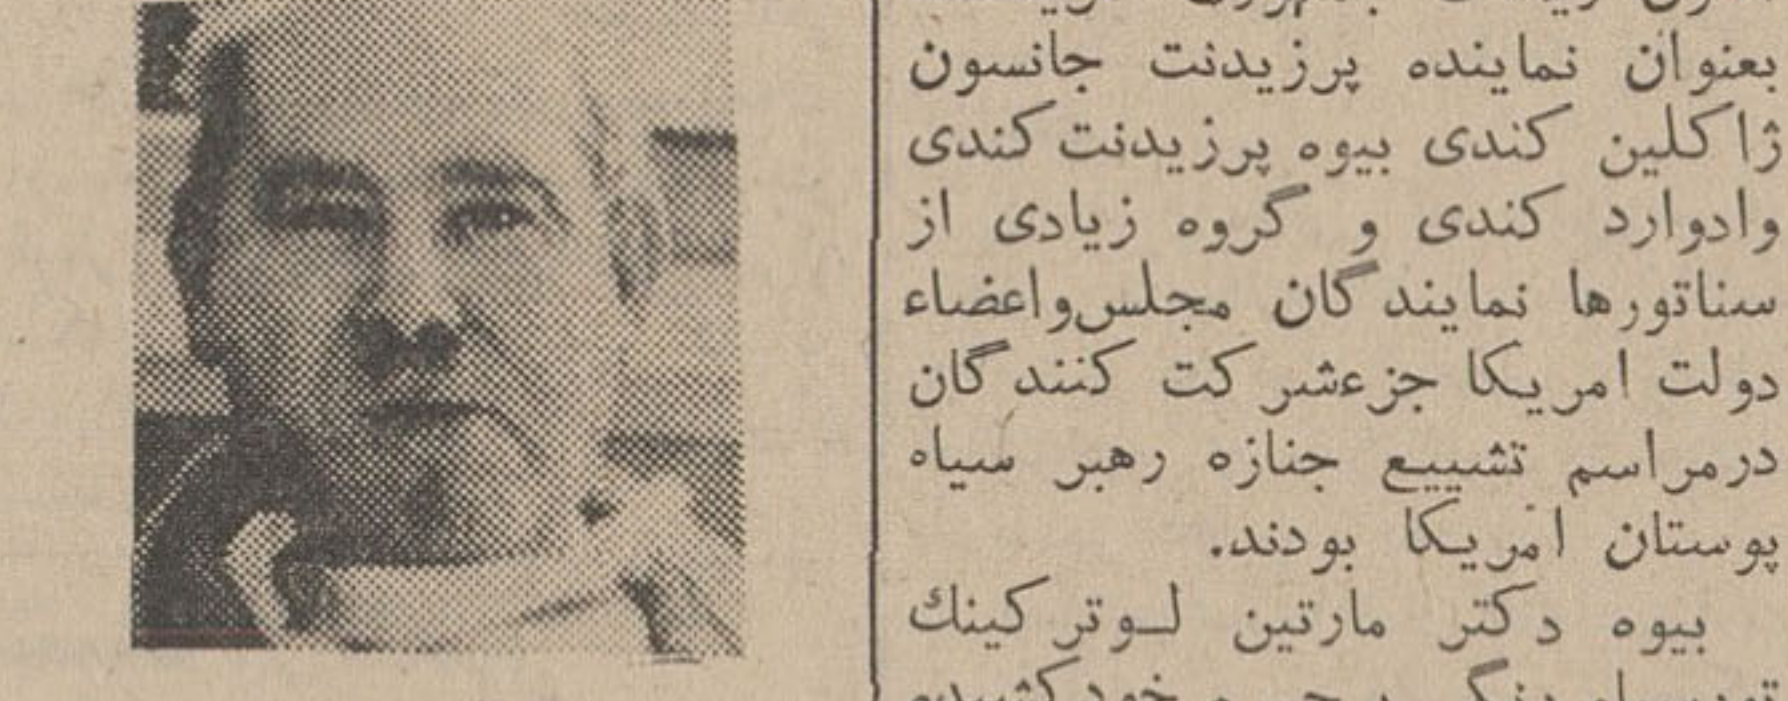 بعنوان نماینده پرزیدنت جانسون
ژاکلین کندی بیوه پرزیدنت کندی
وادوارد کندی و گروه زیادی از
سناتورها نمایندگان مجلس‌واعضاء
دولت امریکا جزءشرکت کنندگان
درمراسم تشییع جنازه رهبر سیاه
پوستان امریکا بودند.
بیوه دکتر مارتین لـوتر کینك